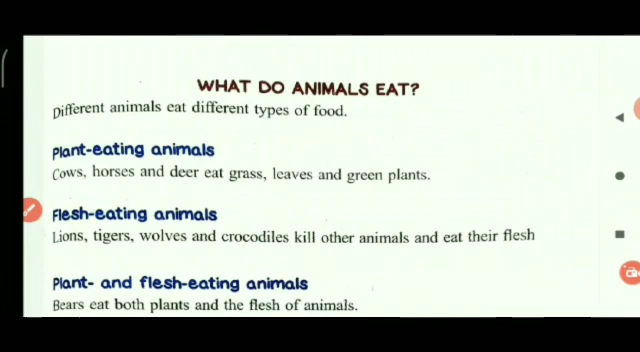 WHAT DO ANIMALS EAT?
Different animals eat different types of food.
Plant-eating animals
Cows, horses and deer eat grass, leaves and green plants.
Flesh-eating animals
Lions, tigers, wolves and crocodiles kill other animals and eat their flesh
Plant- and flesh-eating animals
Bears eat both plants and the flesh of animals.